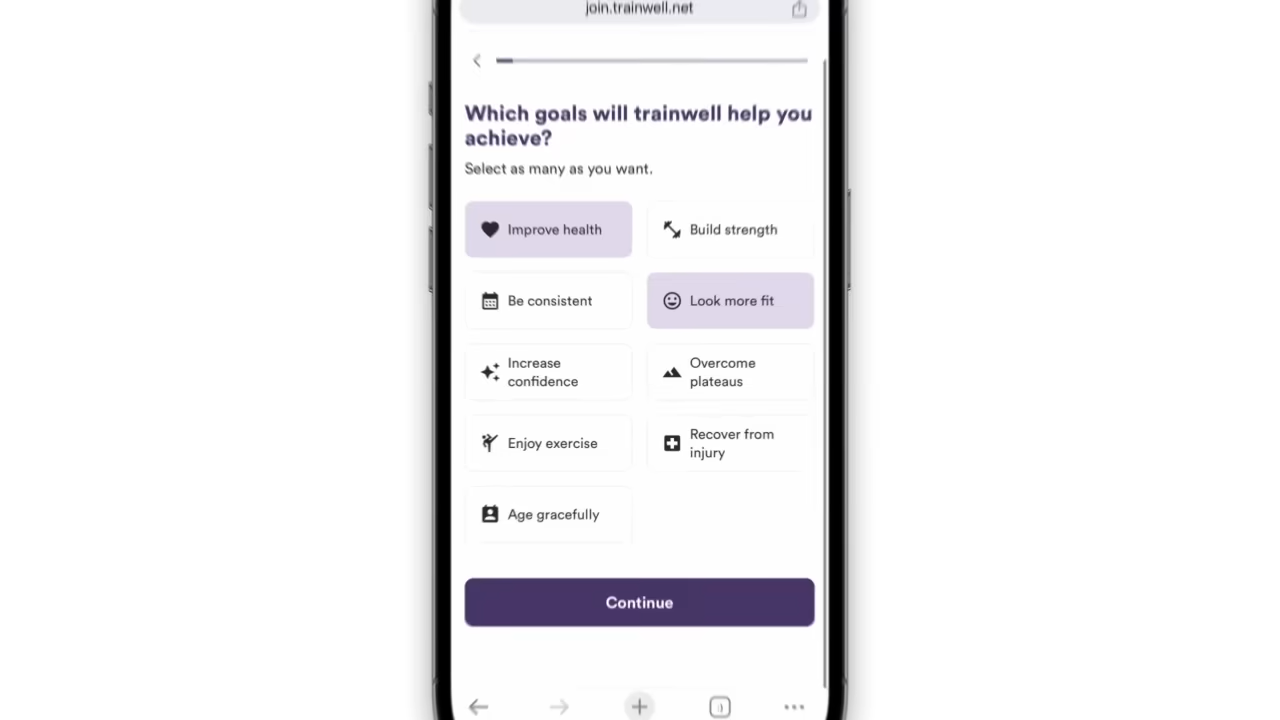 join.trainwell.net
Which goals will trainwell help you
achieve?
Select as many as you want.
Improve health
Build strength
Be consistent
Look more fit
Increase
confidence
Overcome
plateaus
Enjoy exercise
Recover from
injury
Age gracefully
Continue
:)